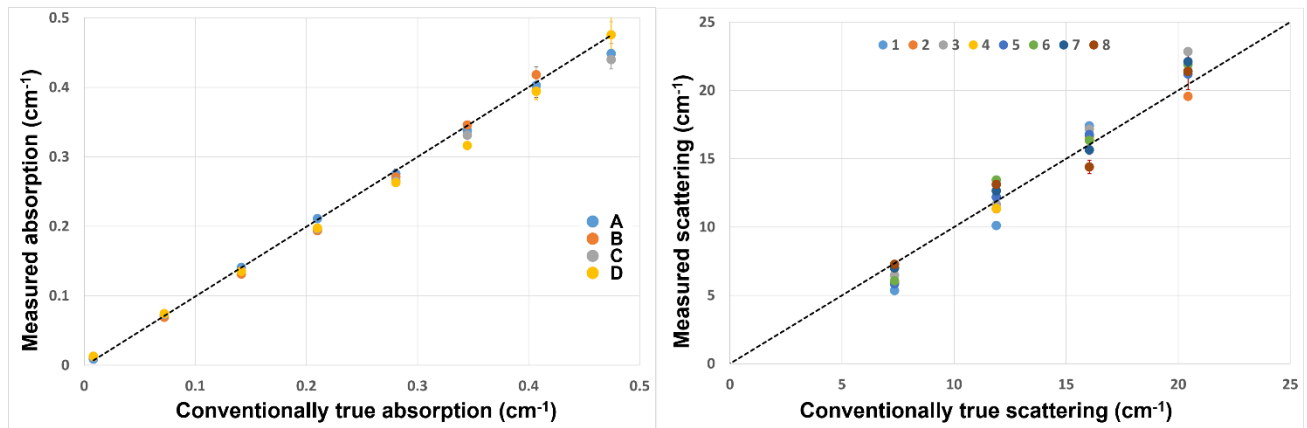 0.5
0.4
0.3
0.2
0.1
0
0
0.1
0.2
0.3
0.4
0.5
Measured absorption (cm⁻¹)
Conventionally true absorption (cm⁻¹)
A
B
C
D
25
20
15
10
5
0
0
5
10
15
20
25
Measured scattering (cm⁻¹)
Conventionally true scattering (cm⁻¹)
1 2 3 4 5 6 7 8